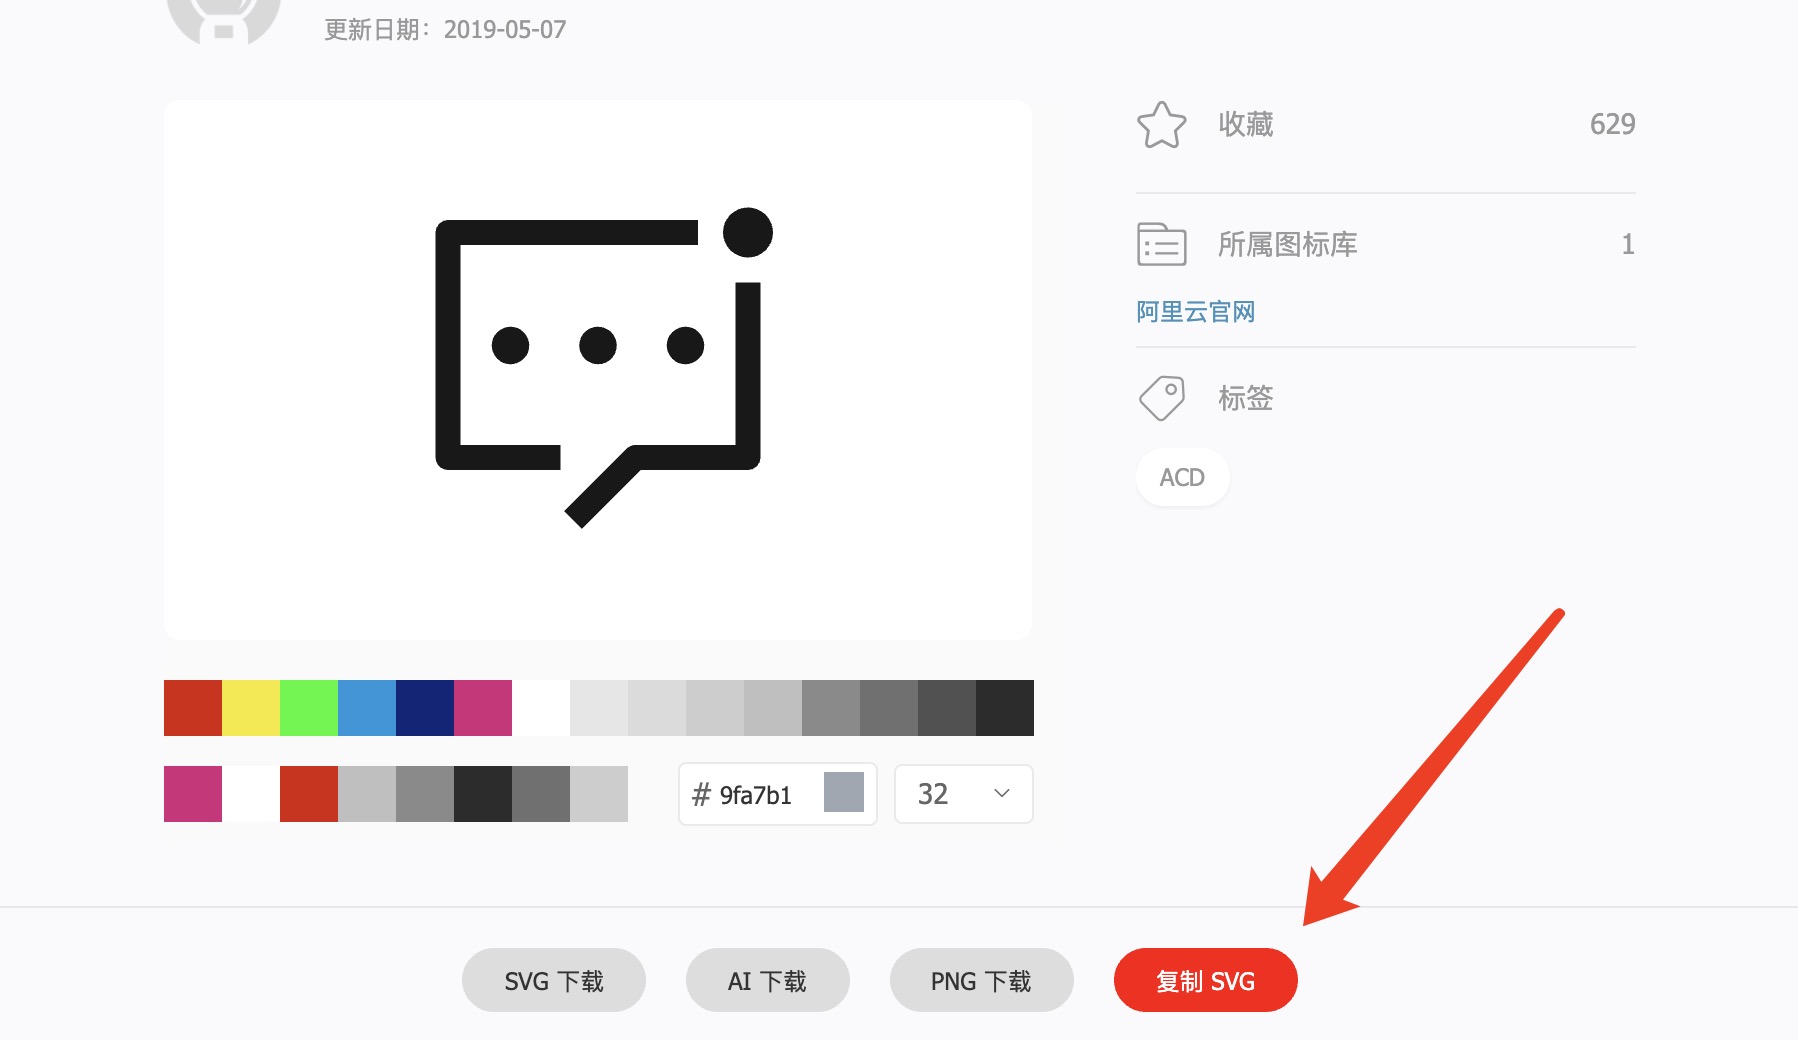 更新日期：2019-05-07
收藏 629
所属图标库 1
阿里云官网
标签
ACD
# 9fa7b1 32
SVG 下载 AI 下载 PNG 下载 复制 SVG